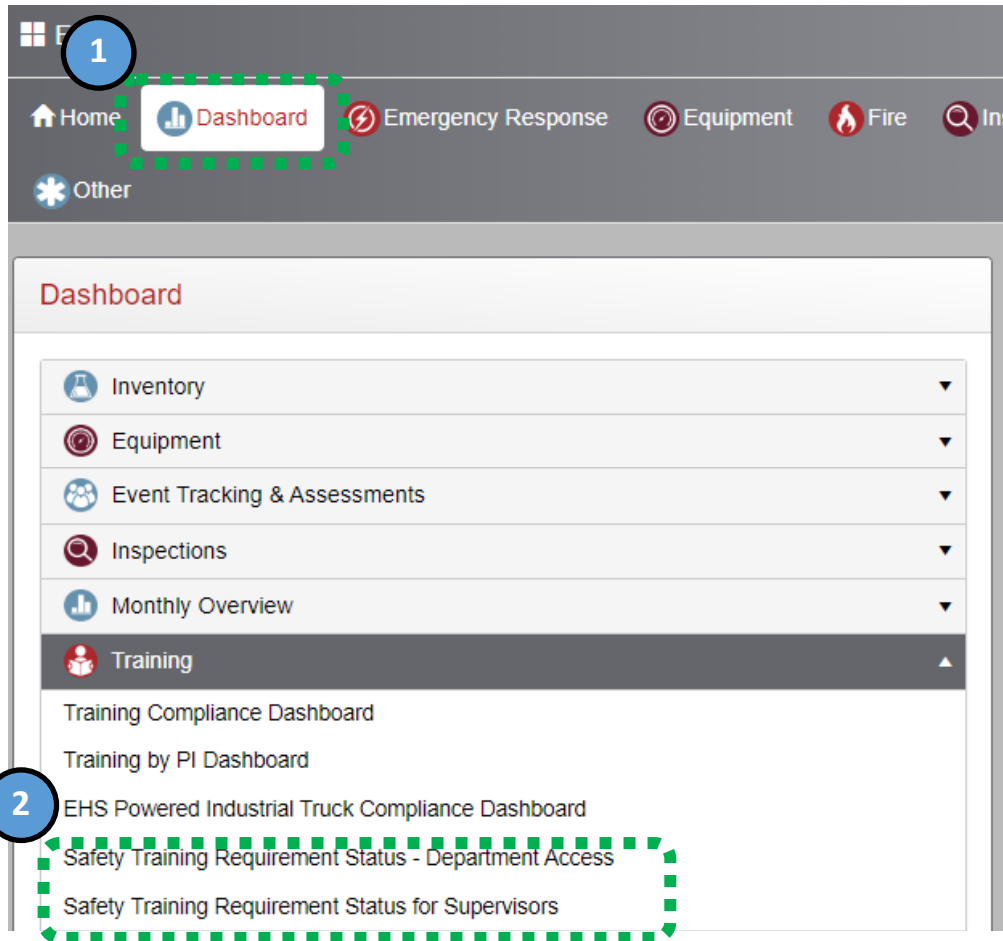 1
Home Dashboard Emergency Response Equipment Fire
Other
Dashboard
Inventory
Equipment
Event Tracking & Assessments
Inspections
Monthly Overview
Training
Training Compliance Dashboard
Training by PI Dashboard
2
EHS Powered Industrial Truck Compliance Dashboard
Safety Training Requirement Status - Department Access
Safety Training Requirement Status for Supervisors